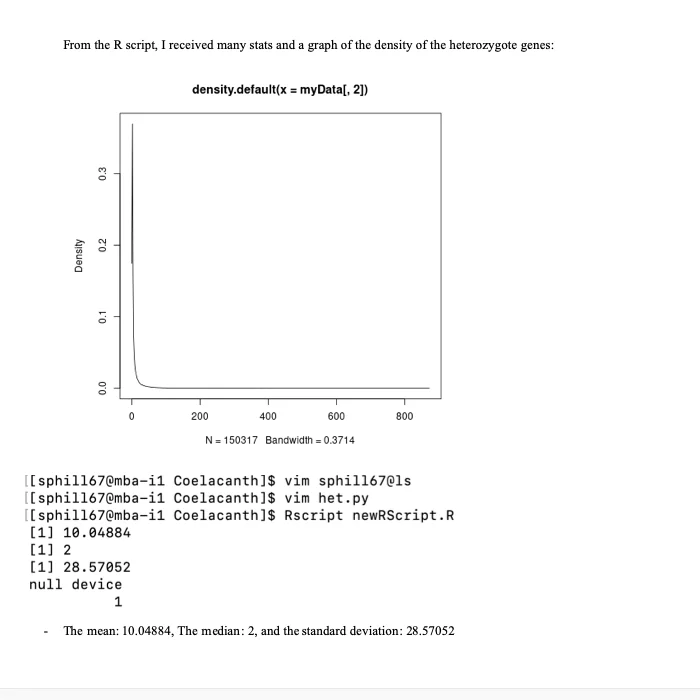 From the R script, I received many stats and a graph of the density of the heterozygote genes:
density.default(x = myData[, 2])
Density
0.3
0.2
0.1
0.0
0 200 400 600 800
N = 150317 Bandwidth = 0.3714
[[sphill67@mba-i1 Coelacanth]$ vim sphill67@ls
[[sphill67@mba-i1 Coelacanth]$ vim het.py
[[sphill67@mba-i1 Coelacanth]$ Rscript newRScript.R
[1] 10.04884
[1] 2
[1] 28.57052
null device
1
- The mean: 10.04884, The median: 2, and the standard deviation: 28.57052